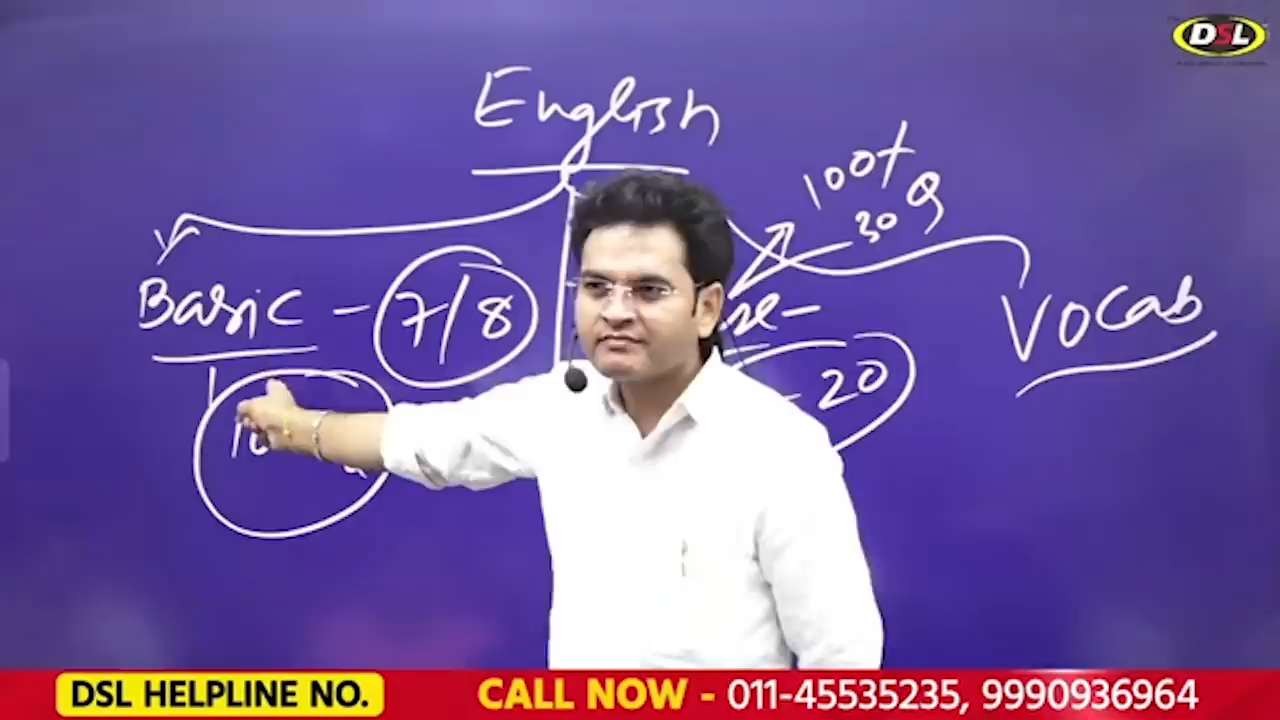 DSL
English
100+
30 Q
Basic - 7/8
Vocab
20
DSL HELPLINE NO.
CALL NOW - 011-45535235, 9990936964